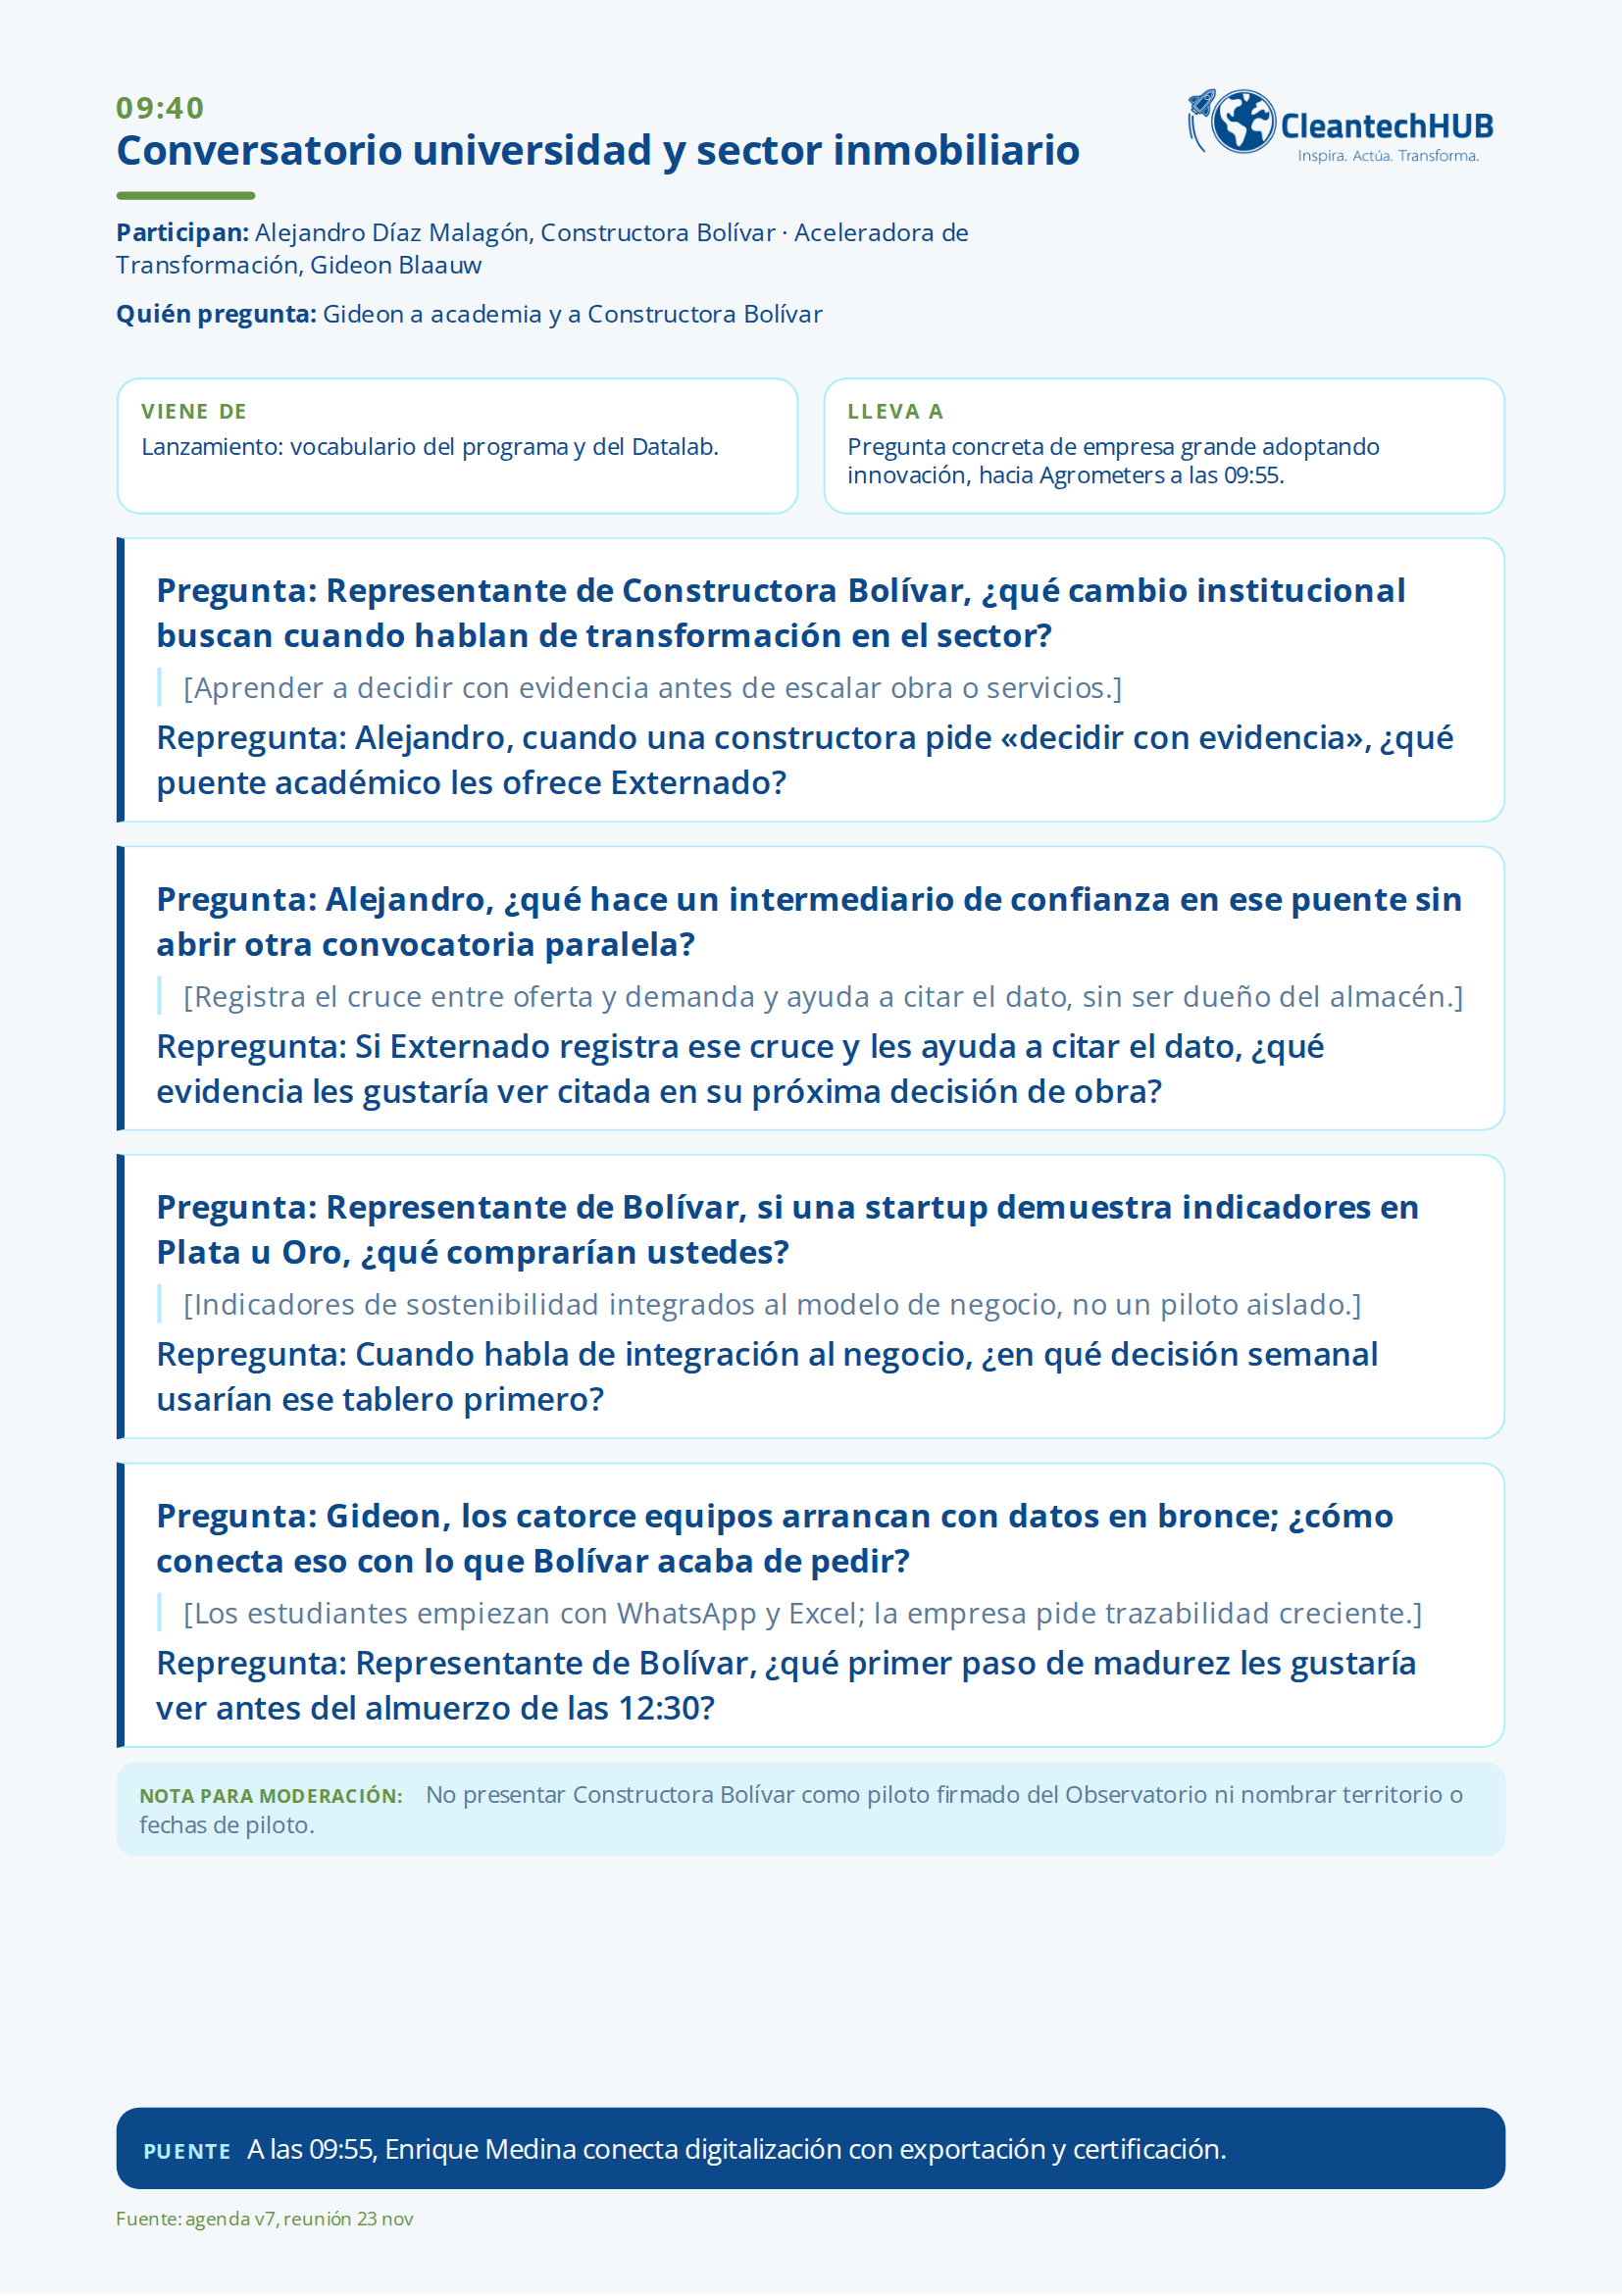 09:40
Conversatorio universidad y sector inmobiliario
CleantechHUB
Inspira. Actúa. Transforma.
Participan: Alejandro Díaz Malagón, Constructora Bolívar · Aceleradora de
Transformación, Gideon Blaauw
Quién pregunta: Gideon a academia y a Constructora Bolívar
VIENE DE
Lanzamiento: vocabulario del programa y del Datalab.
LLEVA A
Pregunta concreta de empresa grande adoptando
innovación, hacia Agrometers a las 09:55.
Pregunta: Representante de Constructora Bolívar, ¿qué cambio institucional
buscan cuando hablan de transformación en el sector?
[Aprender a decidir con evidencia antes de escalar obra o servicios.]
Repregunta: Alejandro, cuando una constructora pide «decidir con evidencia», ¿qué
puente académico les ofrece Externado?
Pregunta: Alejandro, ¿qué hace un intermediario de confianza en ese puente sin
abrir otra convocatoria paralela?
[Registra el cruce entre oferta y demanda y ayuda a citar el dato, sin ser dueño del almacén.]
Repregunta: Si Externado registra ese cruce y les ayuda a citar el dato, ¿qué
evidencia les gustaría ver citada en su próxima decisión de obra?
Pregunta: Representante de Bolívar, si una startup demuestra indicadores en
Plata u Oro, ¿qué comprarían ustedes?
[Indicadores de sostenibilidad integrados al modelo de negocio, no un piloto aislado.]
Repregunta: Cuando habla de integración al negocio, ¿en qué decisión semanal
usarían ese tablero primero?
Pregunta: Gideon, los catorce equipos arrancan con datos en bronce; ¿cómo
conecta eso con lo que Bolívar acaba de pedir?
[Los estudiantes empiezan con WhatsApp y Excel; la empresa pide trazabilidad creciente.]
Repregunta: Representante de Bolívar, ¿qué primer paso de madurez les gustaría
ver antes del almuerzo de las 12:30?
NOTA PARA MODERACIÓN: No presentar Constructora Bolívar como piloto firmado del Observatorio ni nombrar territorio o
fechas de piloto.
PUENTE A las 09:55, Enrique Medina conecta digitalización con exportación y certificación.
Fuente: agenda v7, reunión 23 nov